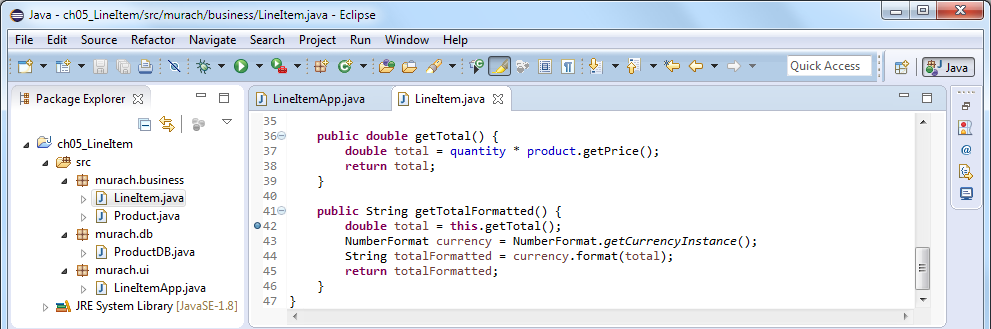 Java - ch05_LineItem/src/murach/business/LineItem.java - Eclipse
File Edit Source Refactor Navigate Search Project Run Window Help
Quick Access
Java
Package Explorer
ch05_LineItem
src
murach.business
LineItem.java
Product.java
murach.db
ProductDB.java
murach.ui
LineItemApp.java
JRE System Library [JavaSE-1.8]
LineItemApp.java LineItem.java
35
36 public double getTotal() {
37 double total = quantity * product.getPrice();
38 return total;
39 }
40
41 public String getTotalFormatted() {
42 double total = this.getTotal();
43 NumberFormat currency = NumberFormat.getCurrencyInstance();
44 String totalFormatted = currency.format(total);
45 return totalFormatted;
46 }
47 }